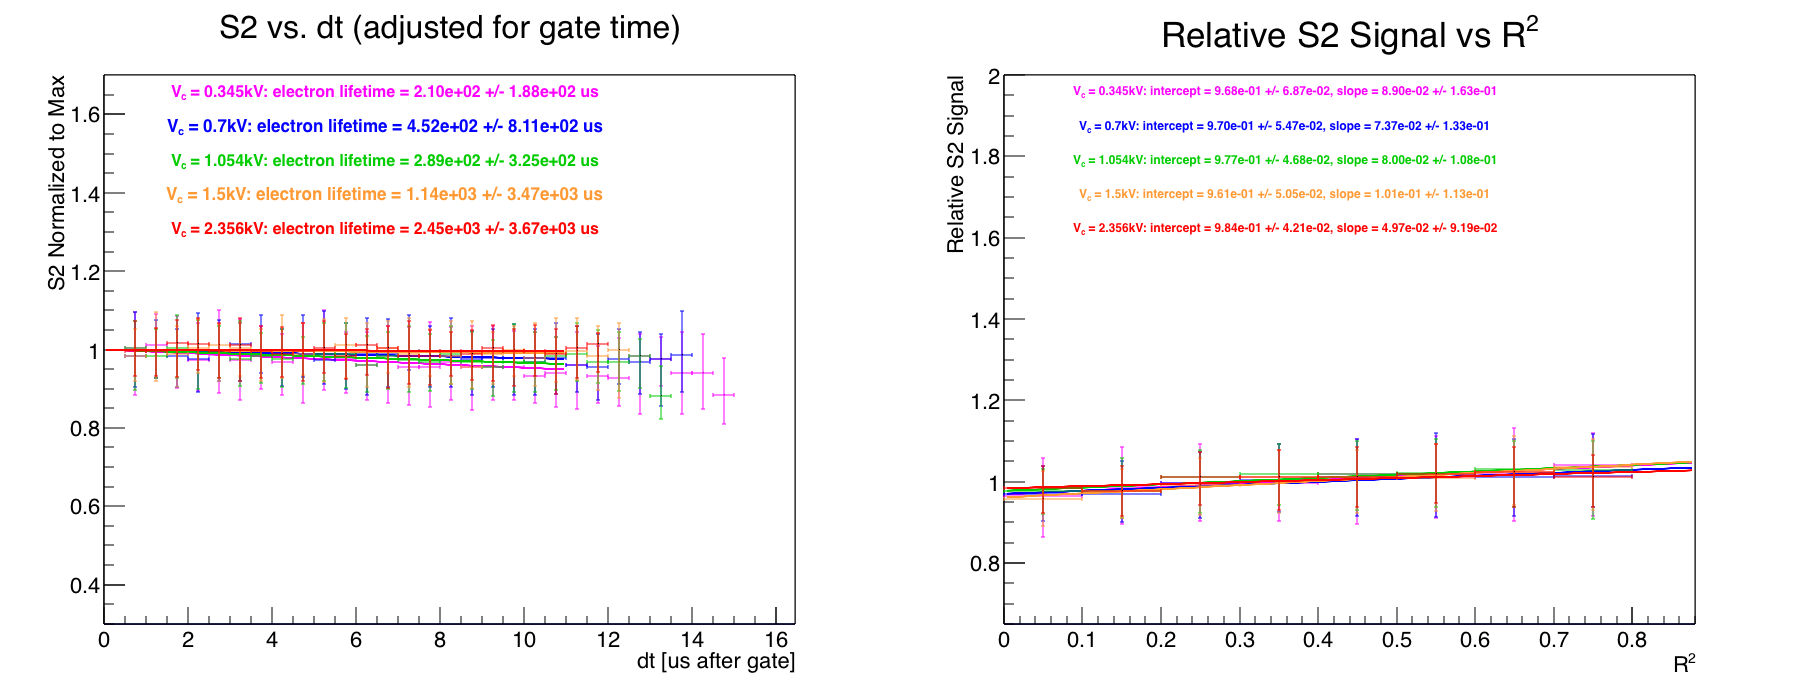 S2 vs. dt (adjusted for gate time)
S2 Normalized to Max
V_c = 0.345kV: electron lifetime = 2.10e+02 +/- 1.88e+02 us
V_c = 0.7kV: electron lifetime = 4.52e+02 +/- 8.11e+02 us
V_c = 1.054kV: electron lifetime = 2.89e+02 +/- 3.25e+02 us
V_c = 1.5kV: electron lifetime = 1.14e+03 +/- 3.47e+03 us
V_c = 2.356kV: electron lifetime = 2.45e+03 +/- 3.67e+03 us
1.6
1.4
1.2
1
0.8
0.6
0.4
0 2 4 6 8 10 12 14 16
dt [us after gate]
Relative S2 Signal vs R²
Relative S2 Signal
V_c = 0.345kV: intercept = 9.68e-01 +/- 6.87e-02, slope = 8.90e-02 +/- 1.63e-01
V_c = 0.7kV: intercept = 9.70e-01 +/- 5.47e-02, slope = 7.37e-02 +/- 1.33e-01
V_c = 1.054kV: intercept = 9.77e-01 +/- 4.68e-02, slope = 8.00e-02 +/- 1.08e-01
V_c = 1.5kV: intercept = 9.61e-01 +/- 5.05e-02, slope = 1.01e-01 +/- 1.13e-01
V_c = 2.356kV: intercept = 9.84e-01 +/- 4.21e-02, slope = 4.97e-02 +/- 9.19e-02
2
1.8
1.6
1.4
1.2
1
0.8
0 0.1 0.2 0.3 0.4 0.5 0.6 0.7 0.8
R²